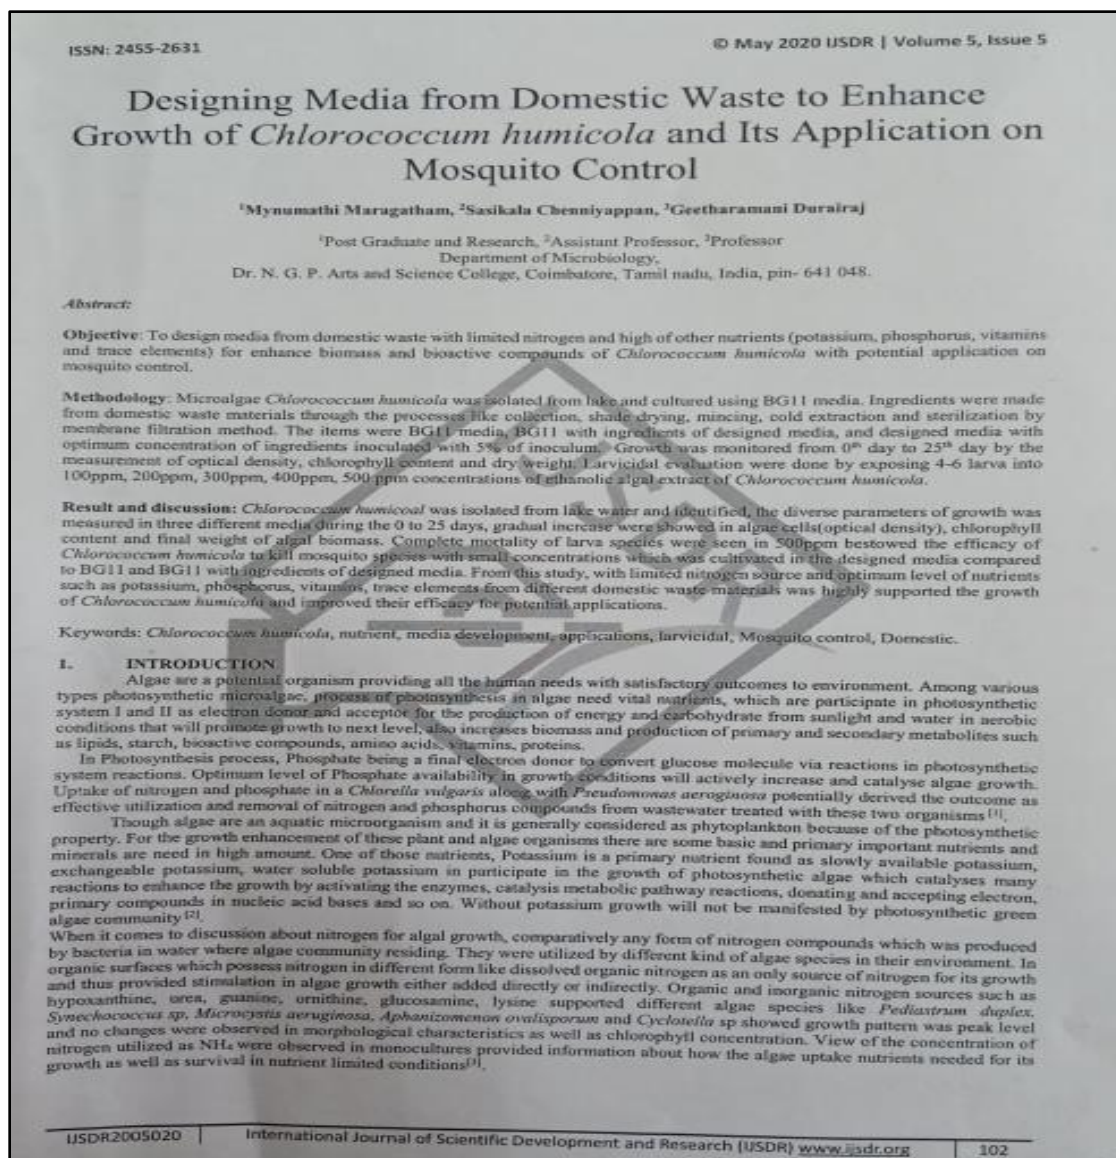 ISSN: 2455-2631
© May 2020 IJSDR | Volume 5, Issue 5
Designing Media from Domestic Waste to Enhance
Growth of Chlorococcum humicola and Its Application on
Mosquito Control
¹Mynumathi Maragatham, ²Sasikala Chenniyappan, ³Geetharamani Durairaj
¹Post Graduate and Research, ²Assistant Professor, ³Professor
Department of Microbiology,
Dr. N. G. P. Arts and Science College, Coimbatore, Tamil nadu, India, pin- 641 048.
Abstract:
Objective: To design media from domestic waste with limited nitrogen and high of other nutrients (potassium, phosphorus, vitamins
and trace elements) for enhance biomass and bioactive compounds of Chlorococcum humicola with potential application on
mosquito control.
Methodology: Microalgae Chlorococcum humicola was isolated from lake and cultured using BG11 media. Ingredients were made
from domestic waste materials through the processes like collection, shade drying, mincing, cold extraction and sterilization by
membrane filtration method. The items were BG11 media, BG11 with ingredients of designed media, and designed media with
optimum concentration of ingredients inoculated with 5% of inoculum. Growth was monitored from 0th day to 25th day by the
measurement of optical density, chlorophyll content and dry weight. Larvicidal evaluation were done by exposing 4-6 larva into
100ppm, 200ppm, 300ppm, 400ppm, 500 ppm concentrations of ethanolic algal extract of Chlorococcum humicola.
Result and discussion: Chlorococcum humicoal was isolated from lake water and identified, the diverse parameters of growth was
measured in three different media during the 0 to 25 days, gradual increase were showed in algae cells(optical density), chlorophyll
content and final weight of algal biomass. Complete mortality of larva species were seen in 500ppm bestowed the efficacy of
Chlorococcum humicola to kill mosquito species with small concentrations which was cultivated in the designed media compared
to BG11 and BG11 with ingredients of designed media. From this study, with limited nitrogen source and optimum level of nutrients
such as potassium, phosphorus, vitamins, trace elements from different domestic waste materials was highly supported the growth
of Chlorococcum humicola and improved their efficacy for potential applications.
Keywords: Chlorococcum humicola, nutrient, media development, applications, larvicidal, Mosquito control, Domestic.
1. INTRODUCTION
Algae are a potential organism providing all the human needs with satisfactory outcomes to environment. Among various
types photosynthetic microalgae, process of photosynthesis in algae need vital nutrients, which are participate in photosynthetic
system I and II as electron donor and acceptor for the production of energy and carbohydrate from sunlight and water in aerobic
conditions that will promote growth to next level, also increases biomass and production of primary and secondary metabolites such
as lipids, starch, bioactive compounds, amino acids, vitamins, proteins.
In Photosynthesis process, Phosphate being a final electron donor to convert glucose molecule via reactions in photosynthetic
system reactions. Optimum level of Phosphate availability in growth conditions will actively increase and catalyse algae growth.
Uptake of nitrogen and phosphate in a Chlorella vulgaris along with Pseudomonas aeroginosa potentially derived the outcome as
effective utilization and removal of nitrogen and phosphorus compounds from wastewater treated with these two organisms [1].
Though algae are an aquatic microorganism and it is generally considered as phytoplankton because of the photosynthetic
property. For the growth enhancement of these plant and algae organisms there are some basic and primary important nutrients and
minerals are need in high amount. One of those nutrients, Potassium is a primary nutrient found as slowly available potassium,
exchangeable potassium, water soluble potassium in participate in the growth of photosynthetic algae which catalyses many
reactions to enhance the growth by activating the enzymes, catalysis metabolic pathway reactions, donating and accepting electron,
primary compounds in nucleic acid bases and so on. Without potassium growth will not be manifested by photosynthetic green
algae community [2].
When it comes to discussion about nitrogen for algal growth, comparatively any form of nitrogen compounds which was produced
by bacteria in water where algae community residing. They were utilized by different kind of algae species in their environment. In
organic surfaces which possess nitrogen in different form like dissolved organic nitrogen as an only source of nitrogen for its growth
and thus provided stimulation in algae growth either added directly or indirectly. Organic and inorganic nitrogen sources such as
hypoxanthine, urea, guanine, ornithine, glucosamine, lysine supported different algae species like Pediastrum duplex,
Synechococcus sp, Microcystis aeruginosa, Aphanizomenon ovalisporum and Cyclotella sp showed growth pattern was peak level
and no changes were observed in morphological characteristics as well as chlorophyll concentration. View of the concentration of
nitrogen utilized as NH₄ were observed in monocultures provided information about how the algae uptake nutrients needed for its
growth as well as survival in nutrient limited conditions[3].
IJSDR2005020
International Journal of Scientific Development and Research (IJSDR) www.ijsdr.org
102
IJSDR